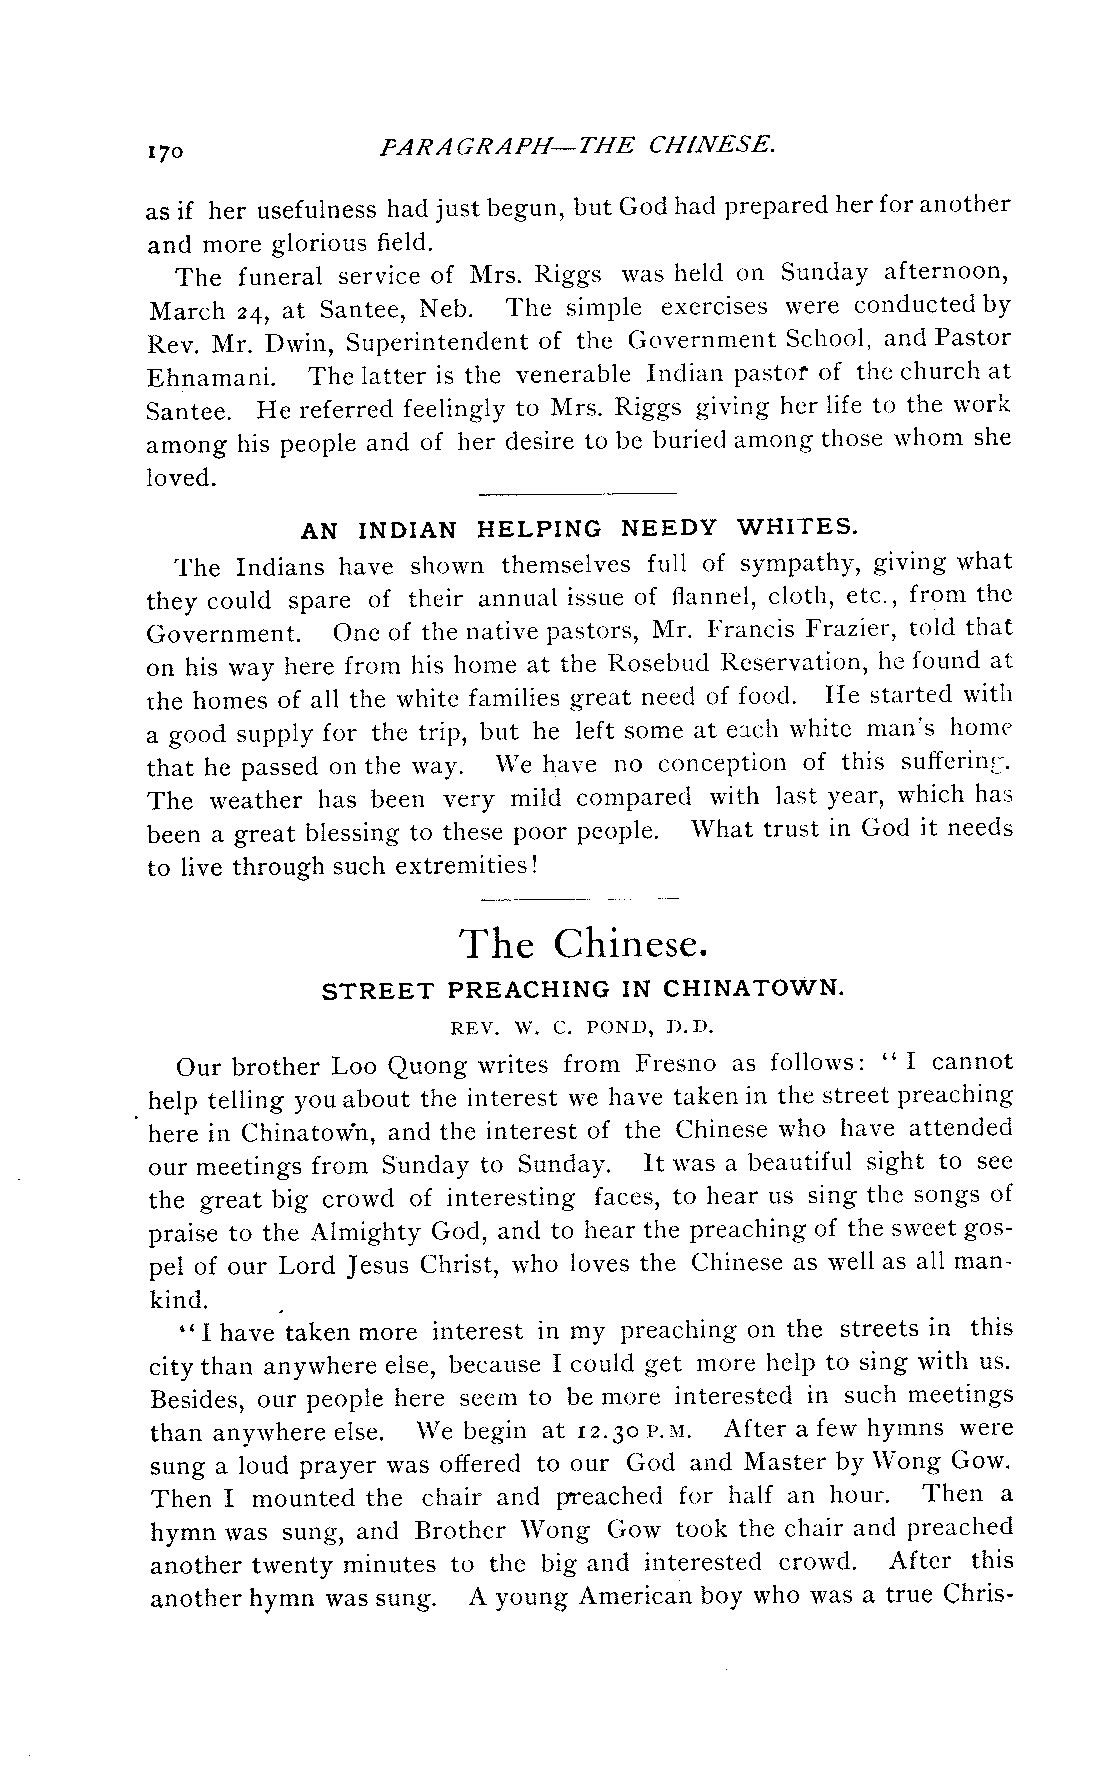 170 PARAGRAPH—THE CHINESE.
as if her usefulness had just begun, but God had prepared her for another
and more glorious field.
The funeral service of Mrs. Riggs was held on Sunday afternoon,
March 24, at Santee, Neb. The simple exercises were conducted by
Rev. Mr. Dwin, Superintendent of the Government School, and Pastor
Ehnamani. The latter is the venerable Indian pastor of the church at
Santee. He referred feelingly to Mrs. Riggs giving her life to the work
among his people and of her desire to be buried among those whom she
loved.
AN INDIAN HELPING NEEDY WHITES.
The Indians have shown themselves full of sympathy, giving what
they could spare of their annual issue of flannel, cloth, etc., from the
Government. One of the native pastors, Mr. Francis Frazier, told that
on his way here from his home at the Rosebud Reservation, he found at
the homes of all the white families great need of food. He started with
a good supply for the trip, but he left some at each white man's home
that he passed on the way. We have no conception of this suffering.
The weather has been very mild compared with last year, which has
been a great blessing to these poor people. What trust in God it needs
to live through such extremities!
The Chinese.
STREET PREACHING IN CHINATOWN.
REV. W. C. POND, D.D.
Our brother Loo Quong writes from Fresno as follows: "I cannot
help telling you about the interest we have taken in the street preaching
here in Chinatown, and the interest of the Chinese who have attended
our meetings from Sunday to Sunday. It was a beautiful sight to see
the great big crowd of interesting faces, to hear us sing the songs of
praise to the Almighty God, and to hear the preaching of the sweet gos-
pel of our Lord Jesus Christ, who loves the Chinese as well as all man-
kind.
"I have taken more interest in my preaching on the streets in this
city than anywhere else, because I could get more help to sing with us.
Besides, our people here seem to be more interested in such meetings
than anywhere else. We begin at 12.30 P.M. After a few hymns were
sung a loud prayer was offered to our God and Master by Wong Gow.
Then I mounted the chair and preached for half an hour. Then a
hymn was sung, and Brother Wong Gow took the chair and preached
another twenty minutes to the big and interested crowd. After this
another hymn was sung. A young American boy who was a true Chris-